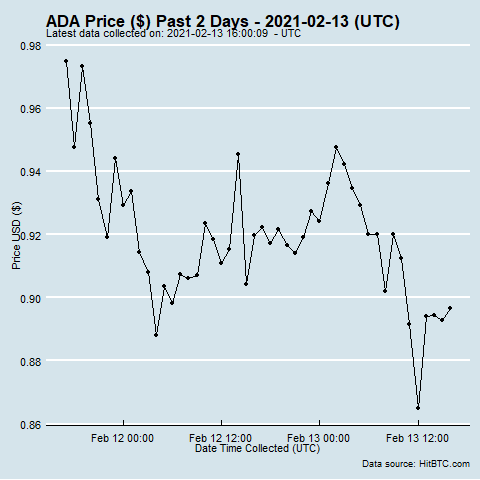 ADA Price ($) Past 2 Days - 2021-02-13 (UTC)
Latest data collected on: 2021-02-13 16:00:09  - UTC
0.98
0.96
0.94
0.92
0.90
0.88
0.86
Price USD ($)
Feb 12 00:00
Feb 12 12:00
Feb 13 00:00
Feb 13 12:00
Date Time Collected (UTC)
Data source: HitBTC.com